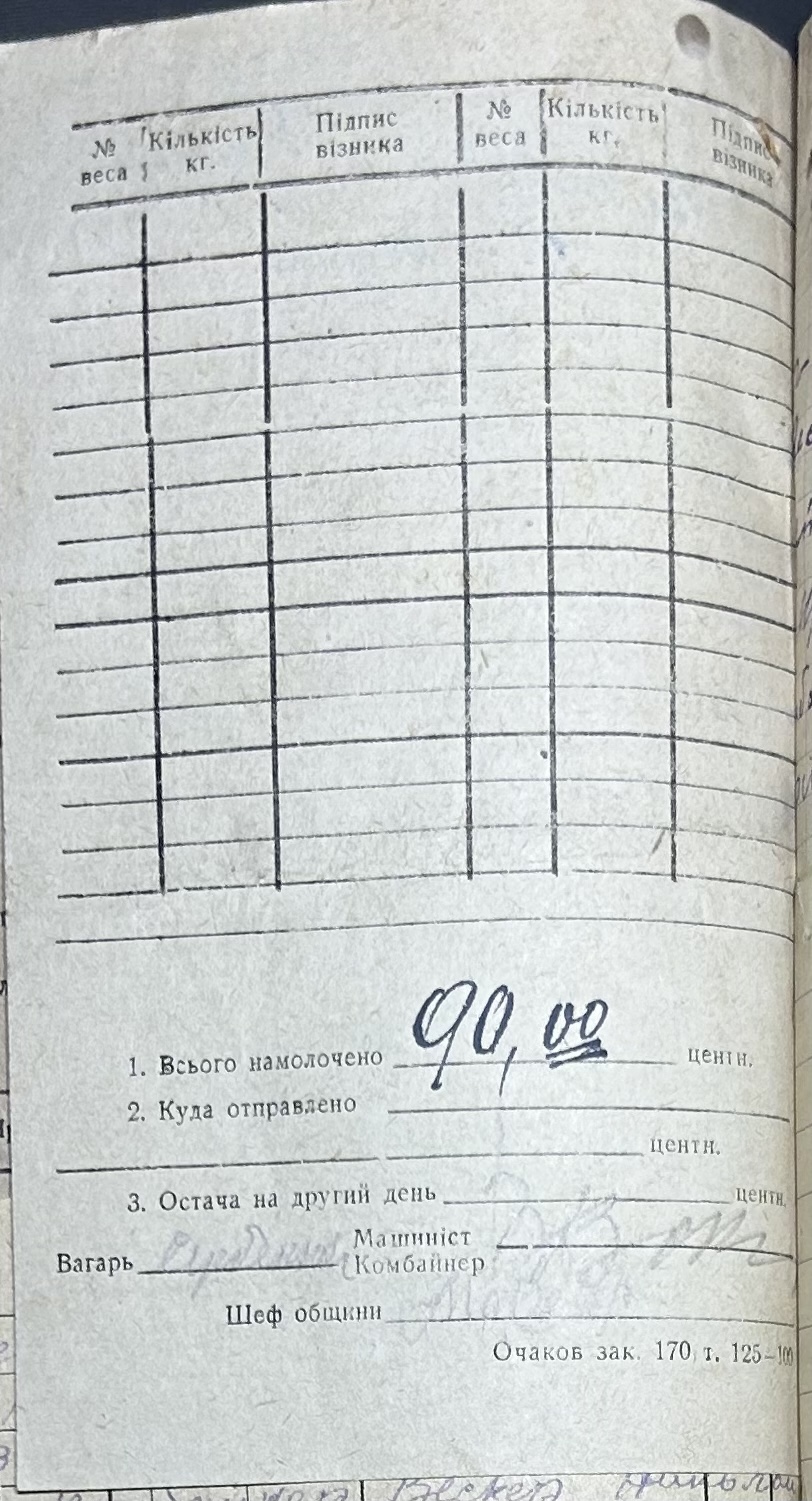 № веса Кількість кг. Підпис візника № веса Кількість кг. Підпис візника
1. Всього намолочено 90,00 центн.
2. Куда отправлено
центн.
3. Остача на другий день центн.
Вагарь Машиніст
Комбайнер
Шеф общини
Очаков зак. 170 т. 125-100